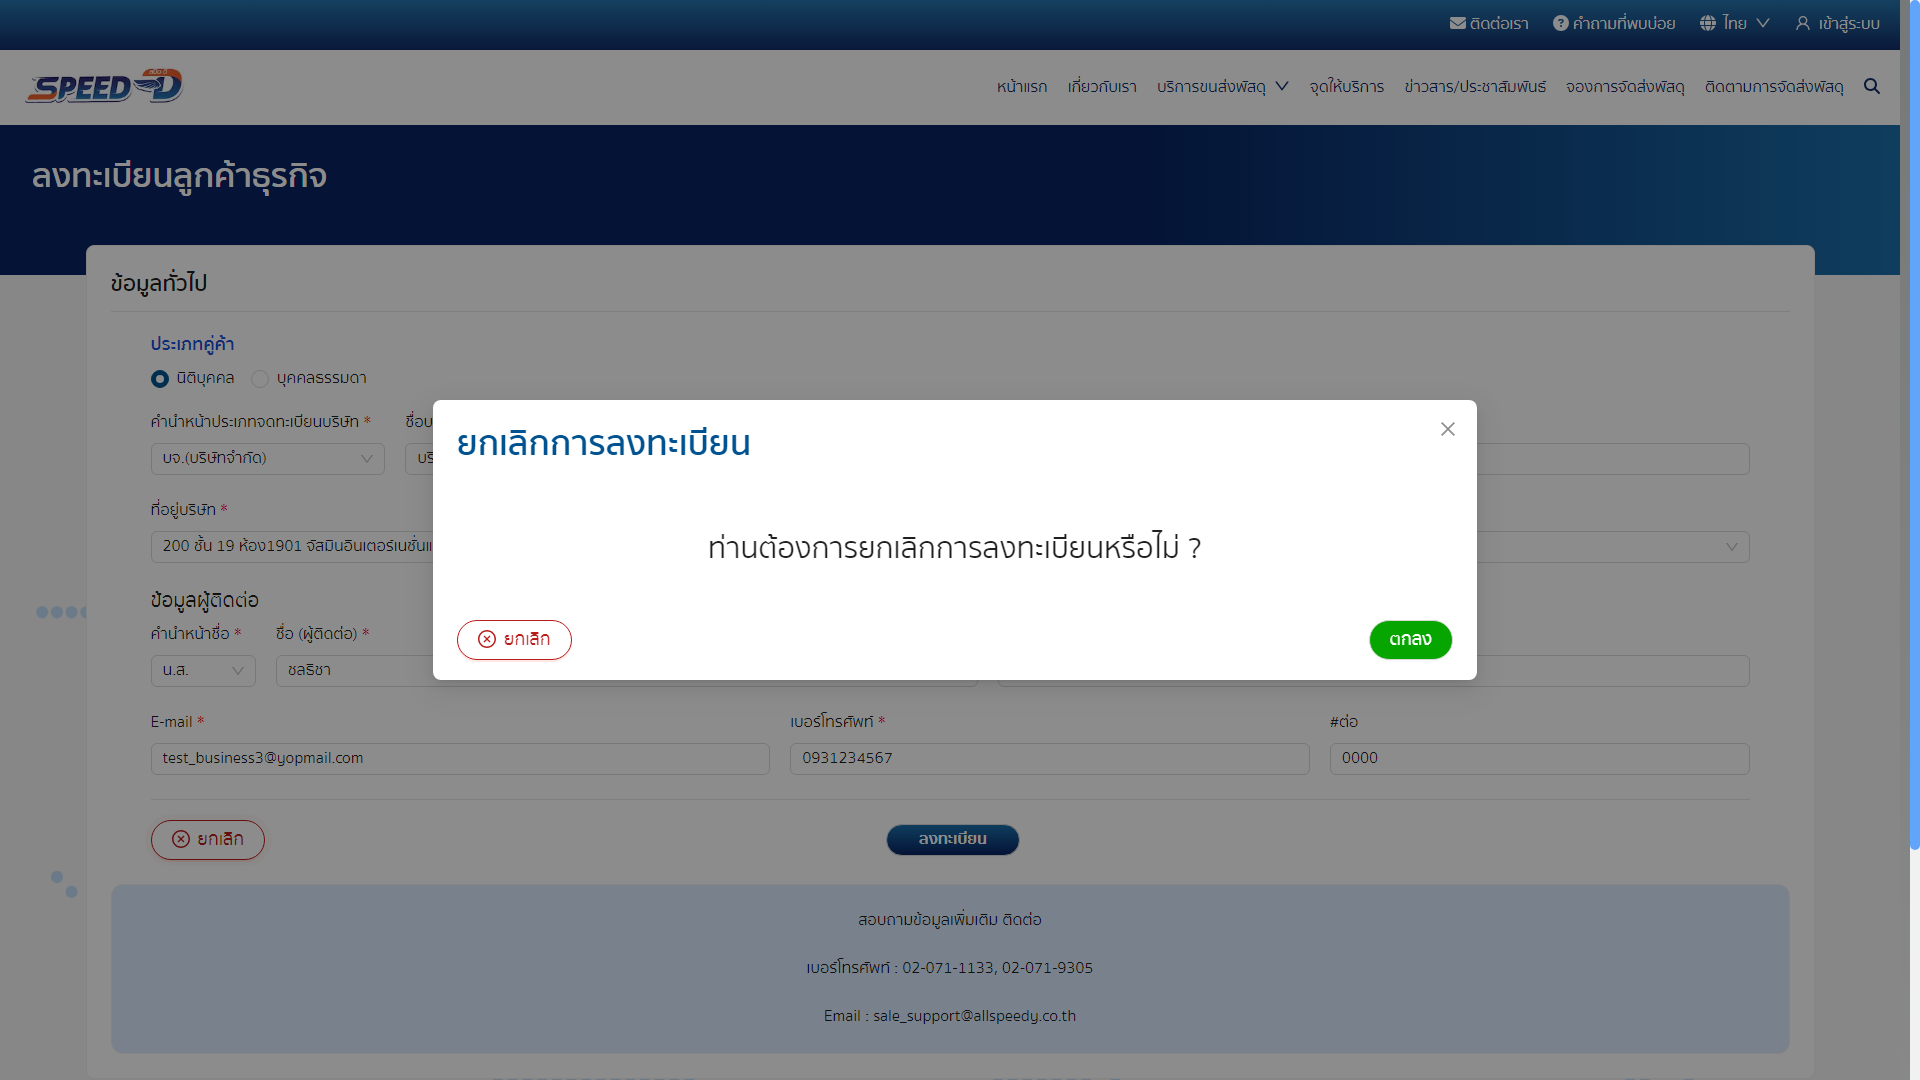 ติดต่อเรา คำถามที่พบบ่อย ไทย เข้าสู่ระบบ
SPEED-D
หน้าแรก เกี่ยวกับเรา บริการขนส่งพัสดุ จุดให้บริการ ข่าวสาร/ประชาสัมพันธ์ จองการจัดส่งพัสดุ ติดตามการจัดส่งพัสดุ
ลงทะเบียนลูกค้าธุรกิจ
ข้อมูลทั่วไป
ประเภทคู่ค้า
นิติบุคคล บุคคลธรรมดา
คำนำหน้าประเภทจดทะเบียนบริษัท *
บจ.(บริษัทจำกัด)
ที่อยู่บริษัท *
200 ชั้น 19 ห้อง1901 จัสมินอินเตอร์เนชั่นแ
ยกเลิกการลงทะเบียน
ท่านต้องการยกเลิกการลงทะเบียนหรือไม่ ?
ยกเลิก ตกลง
ข้อมูลผู้ติดต่อ
คำนำหน้าชื่อ * ชื่อ (ผู้ติดต่อ) *
น.ส. ชลธิชา
E-mail * เบอร์โทรศัพท์ * #ต่อ
test_business3@yopmail.com 0931234567 0000
ยกเลิก ลงทะเบียน
สอบถามข้อมูลเพิ่มเติม ติดต่อ
เบอร์โทรศัพท์ : 02-071-1133, 02-071-9305
Email : sale_support@allspeedy.co.th